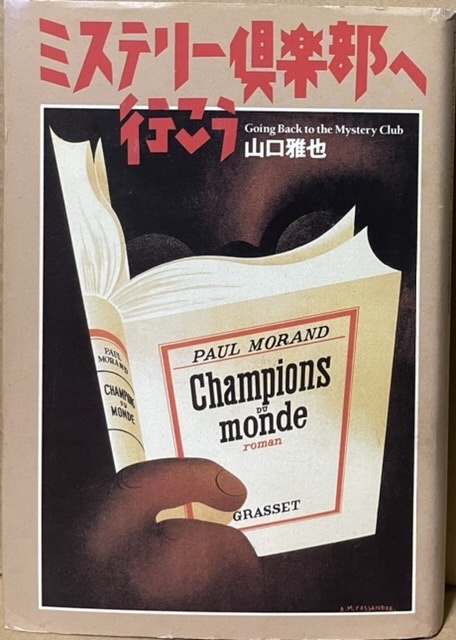 ミステリー倶楽部へ
行こう
Going Back to the Mystery Club
山口雅也
PAUL MORAND
Champions
DU
monde
roman
GRASSET
PAUL
MORAND
CHAMPIONS
DU
MONDE
A.M.CASSANDRE.